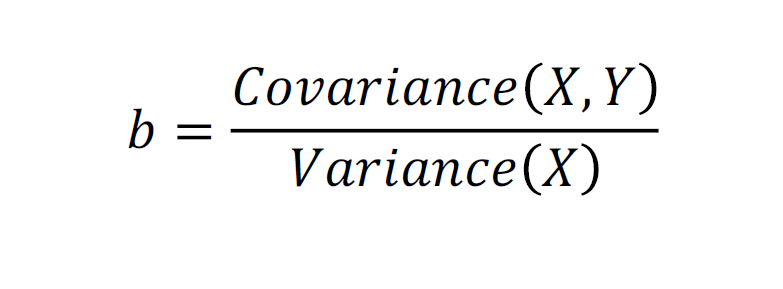 b = Covariance(X, Y)
Variance(X)